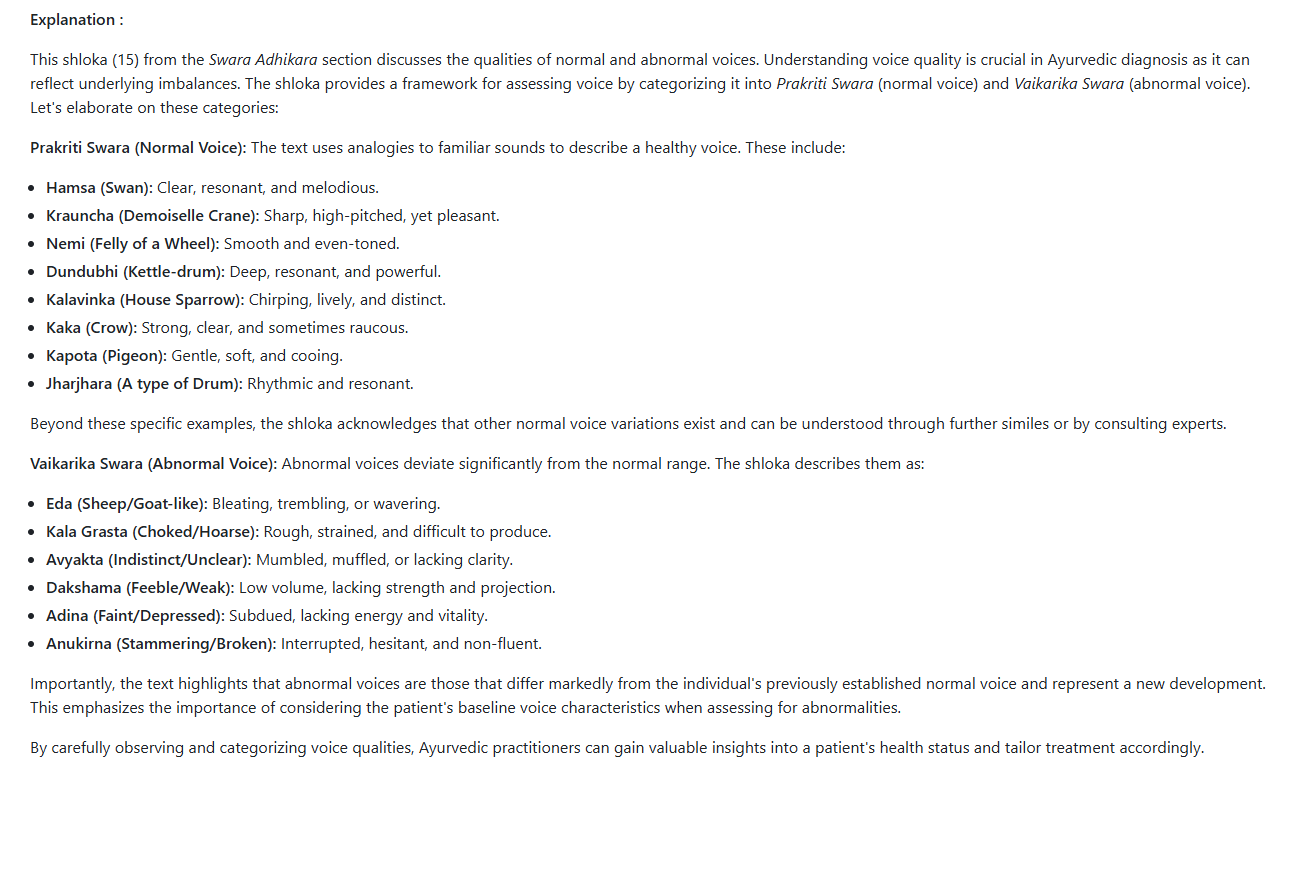 Explanation :
This shloka (15) from the Swara Adhikara section discusses the qualities of normal and abnormal voices. Understanding voice quality is crucial in Ayurvedic diagnosis as it can
reflect underlying imbalances. The shloka provides a framework for assessing voice by categorizing it into Prakriti Swara (normal voice) and Vaikarika Swara (abnormal voice).
Let's elaborate on these categories:
Prakriti Swara (Normal Voice): The text uses analogies to familiar sounds to describe a healthy voice. These include:
• Hamsa (Swan): Clear, resonant, and melodious.
• Krauncha (Demoiselle Crane): Sharp, high-pitched, yet pleasant.
• Nemi (Felly of a Wheel): Smooth and even-toned.
• Dundubhi (Kettle-drum): Deep, resonant, and powerful.
• Kalavinka (House Sparrow): Chirping, lively, and distinct.
• Kaka (Crow): Strong, clear, and sometimes raucous.
• Kapota (Pigeon): Gentle, soft, and cooing.
• Jharjhara (A type of Drum): Rhythmic and resonant.
Beyond these specific examples, the shloka acknowledges that other normal voice variations exist and can be understood through further similes or by consulting experts.
Vaikarika Swara (Abnormal Voice): Abnormal voices deviate significantly from the normal range. The shloka describes them as:
• Eda (Sheep/Goat-like): Bleating, trembling, or wavering.
• Kala Grasta (Choked/Hoarse): Rough, strained, and difficult to produce.
• Avyakta (Indistinct/Unclear): Mumbled, muffled, or lacking clarity.
• Dakshama (Feeble/Weak): Low volume, lacking strength and projection.
• Adina (Faint/Depressed): Subdued, lacking energy and vitality.
• Anukirna (Stammering/Broken): Interrupted, hesitant, and non-fluent.
Importantly, the text highlights that abnormal voices are those that differ markedly from the individual's previously established normal voice and represent a new development.
This emphasizes the importance of considering the patient's baseline voice characteristics when assessing for abnormalities.
By carefully observing and categorizing voice qualities, Ayurvedic practitioners can gain valuable insights into a patient's health status and tailor treatment accordingly.